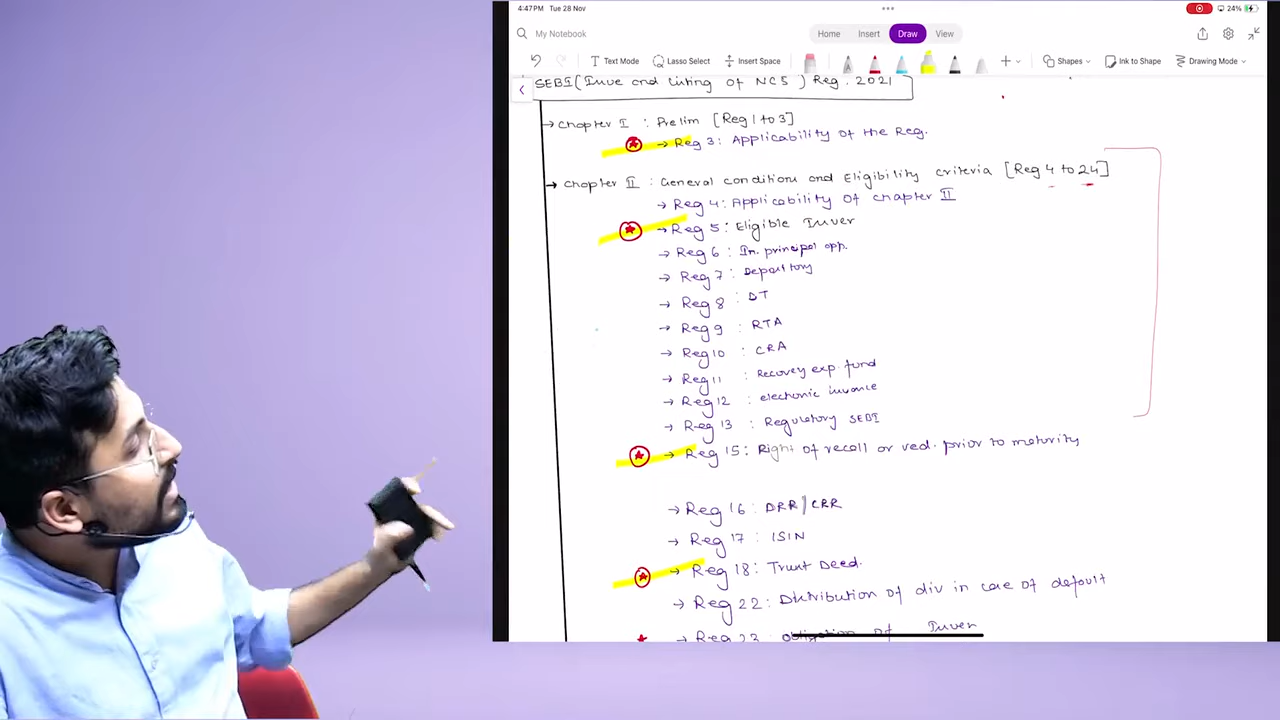 4:47 PM Tue 28 Nov
24%
My Notebook
Home Insert Draw View
Text Mode Lasso Select Insert Space Shapes Ink to Shape Drawing Mode
SEBI (Issue and Listing of NCS) Reg. 2021
→ Chapter I : Prelim [Reg 1 to 3]
→ Reg 3: Applicability of the Reg.
→ Chapter II : General condition and Eligibility criteria [Reg 4 to 24]
→ Reg 4: Applicability of chapter II
→ Reg 5: Eligible Issuer
→ Reg 6: In. principal app.
→ Reg 7: Depository
→ Reg 8 : DT
→ Reg 9 : RTA
→ Reg 10 : CRA
→ Reg 11 : Recovery exp. fund
→ Reg 12 : electronic issuance
→ Reg 13 : Regulatory SEBI
→ Reg 15: Right of recall or red. prior to maturity
→ Reg 16: DRR/CRR
→ Reg 17: ISIN
→ Reg 18: Trust Deed.
→ Reg 22: Distribution of div in case of default
→ Reg 23: obligation of Issuer